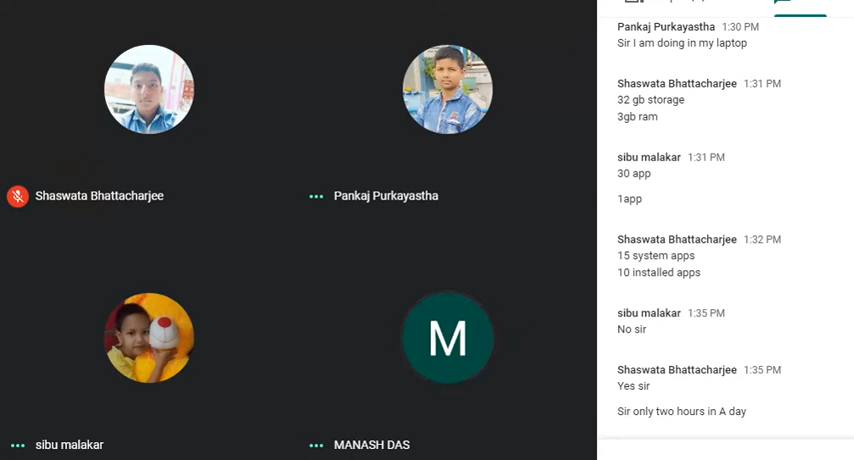 Shaswata Bhattacharjee
Pankaj Purkayastha
M
sibu malakar
MANASH DAS
Pankaj Purkayastha 1:30 PM
Sir I am doing in my laptop
Shaswata Bhattacharjee 1:31 PM
32 gb storage
3gb ram
sibu malakar 1:31 PM
30 app
1app
Shaswata Bhattacharjee 1:32 PM
15 system apps
10 installed apps
sibu malakar 1:35 PM
No sir
Shaswata Bhattacharjee 1:35 PM
Yes sir
Sir only two hours in A day